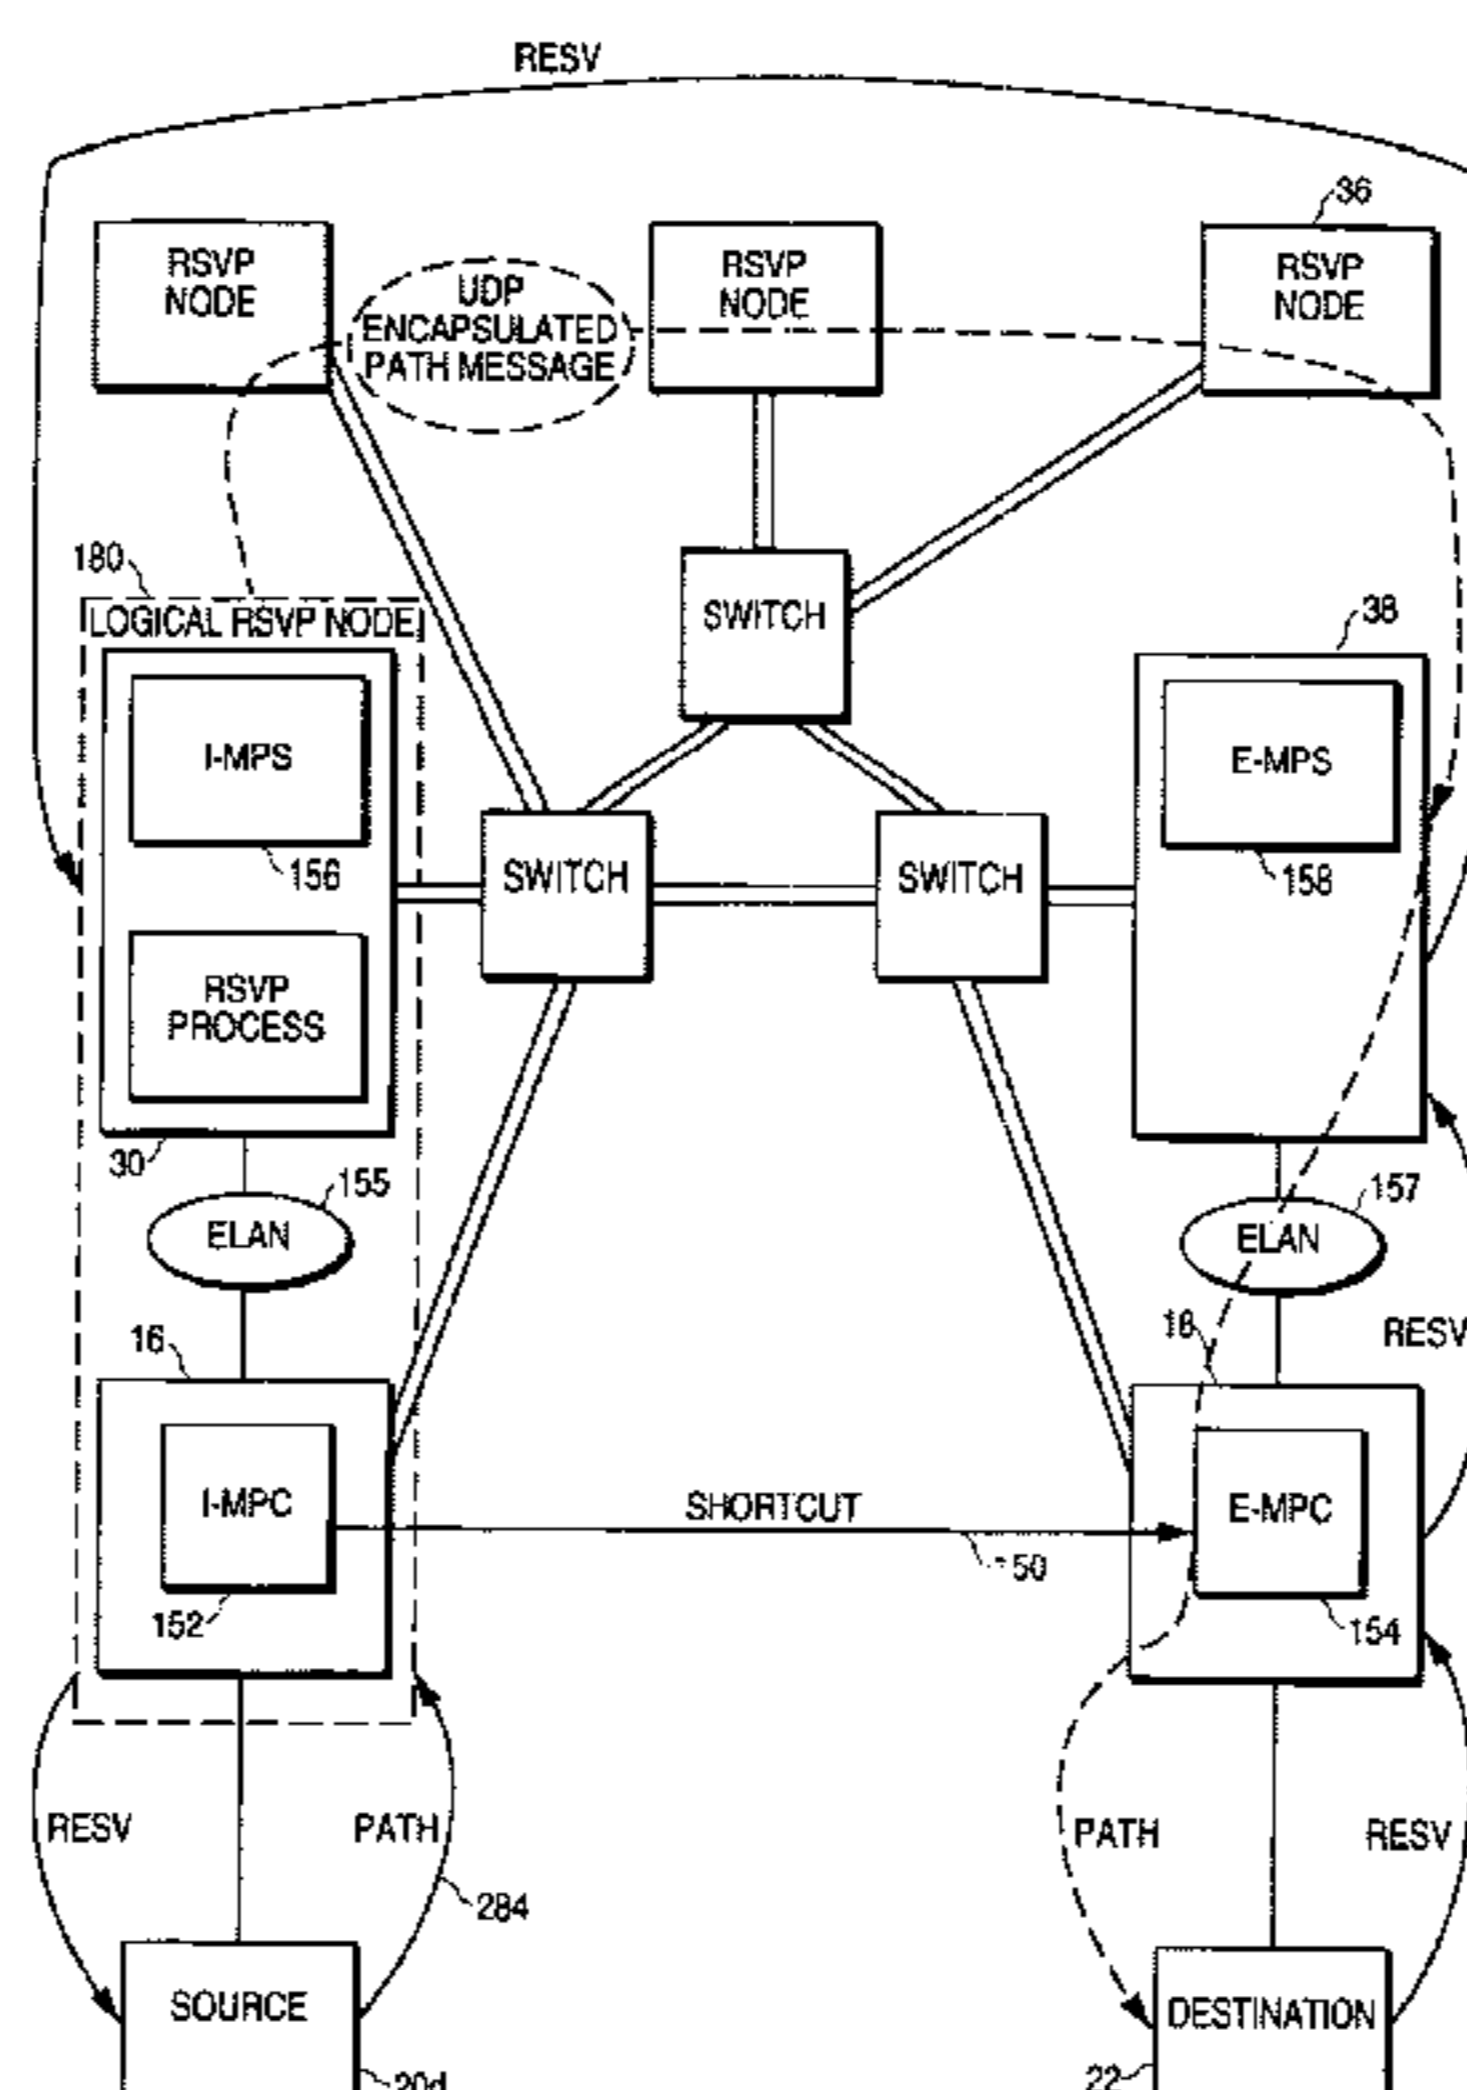 RESV
36
RSVP
NODE
UDP
ENCAPSULATED
PATH MESSAGE
RSVP
NODE
RSVP
NODE
180
LOGICAL RSVP NODE
SWITCH
38
I-MPS
156
E-MPS
158
SWITCH
SWITCH
RSVP
PROCESS
30
155
ELAN
157
ELAN
16
18
RESV
I-MPC
SHORTCUT
E-MPC
152
154
RESV
PATH
284
PATH
RESV
SOURCE
20d
DESTINATION
22